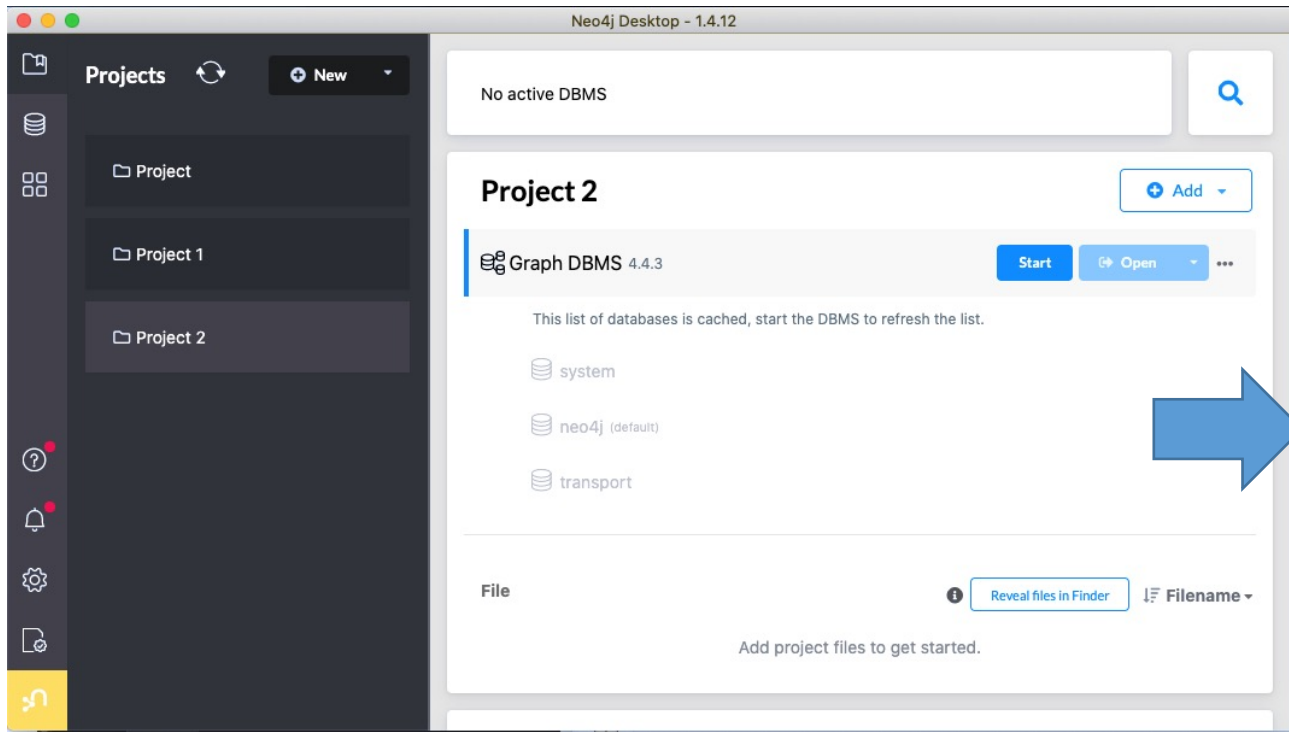 Neo4j Desktop - 1.4.12
Projects
New
Project
Project 1
Project 2
No active DBMS
Project 2
Add
Graph DBMS 4.4.3
Start
Open
This list of databases is cached, start the DBMS to refresh the list.
system
neo4j (default)
transport
File
Reveal files in Finder
Filename
Add project files to get started.